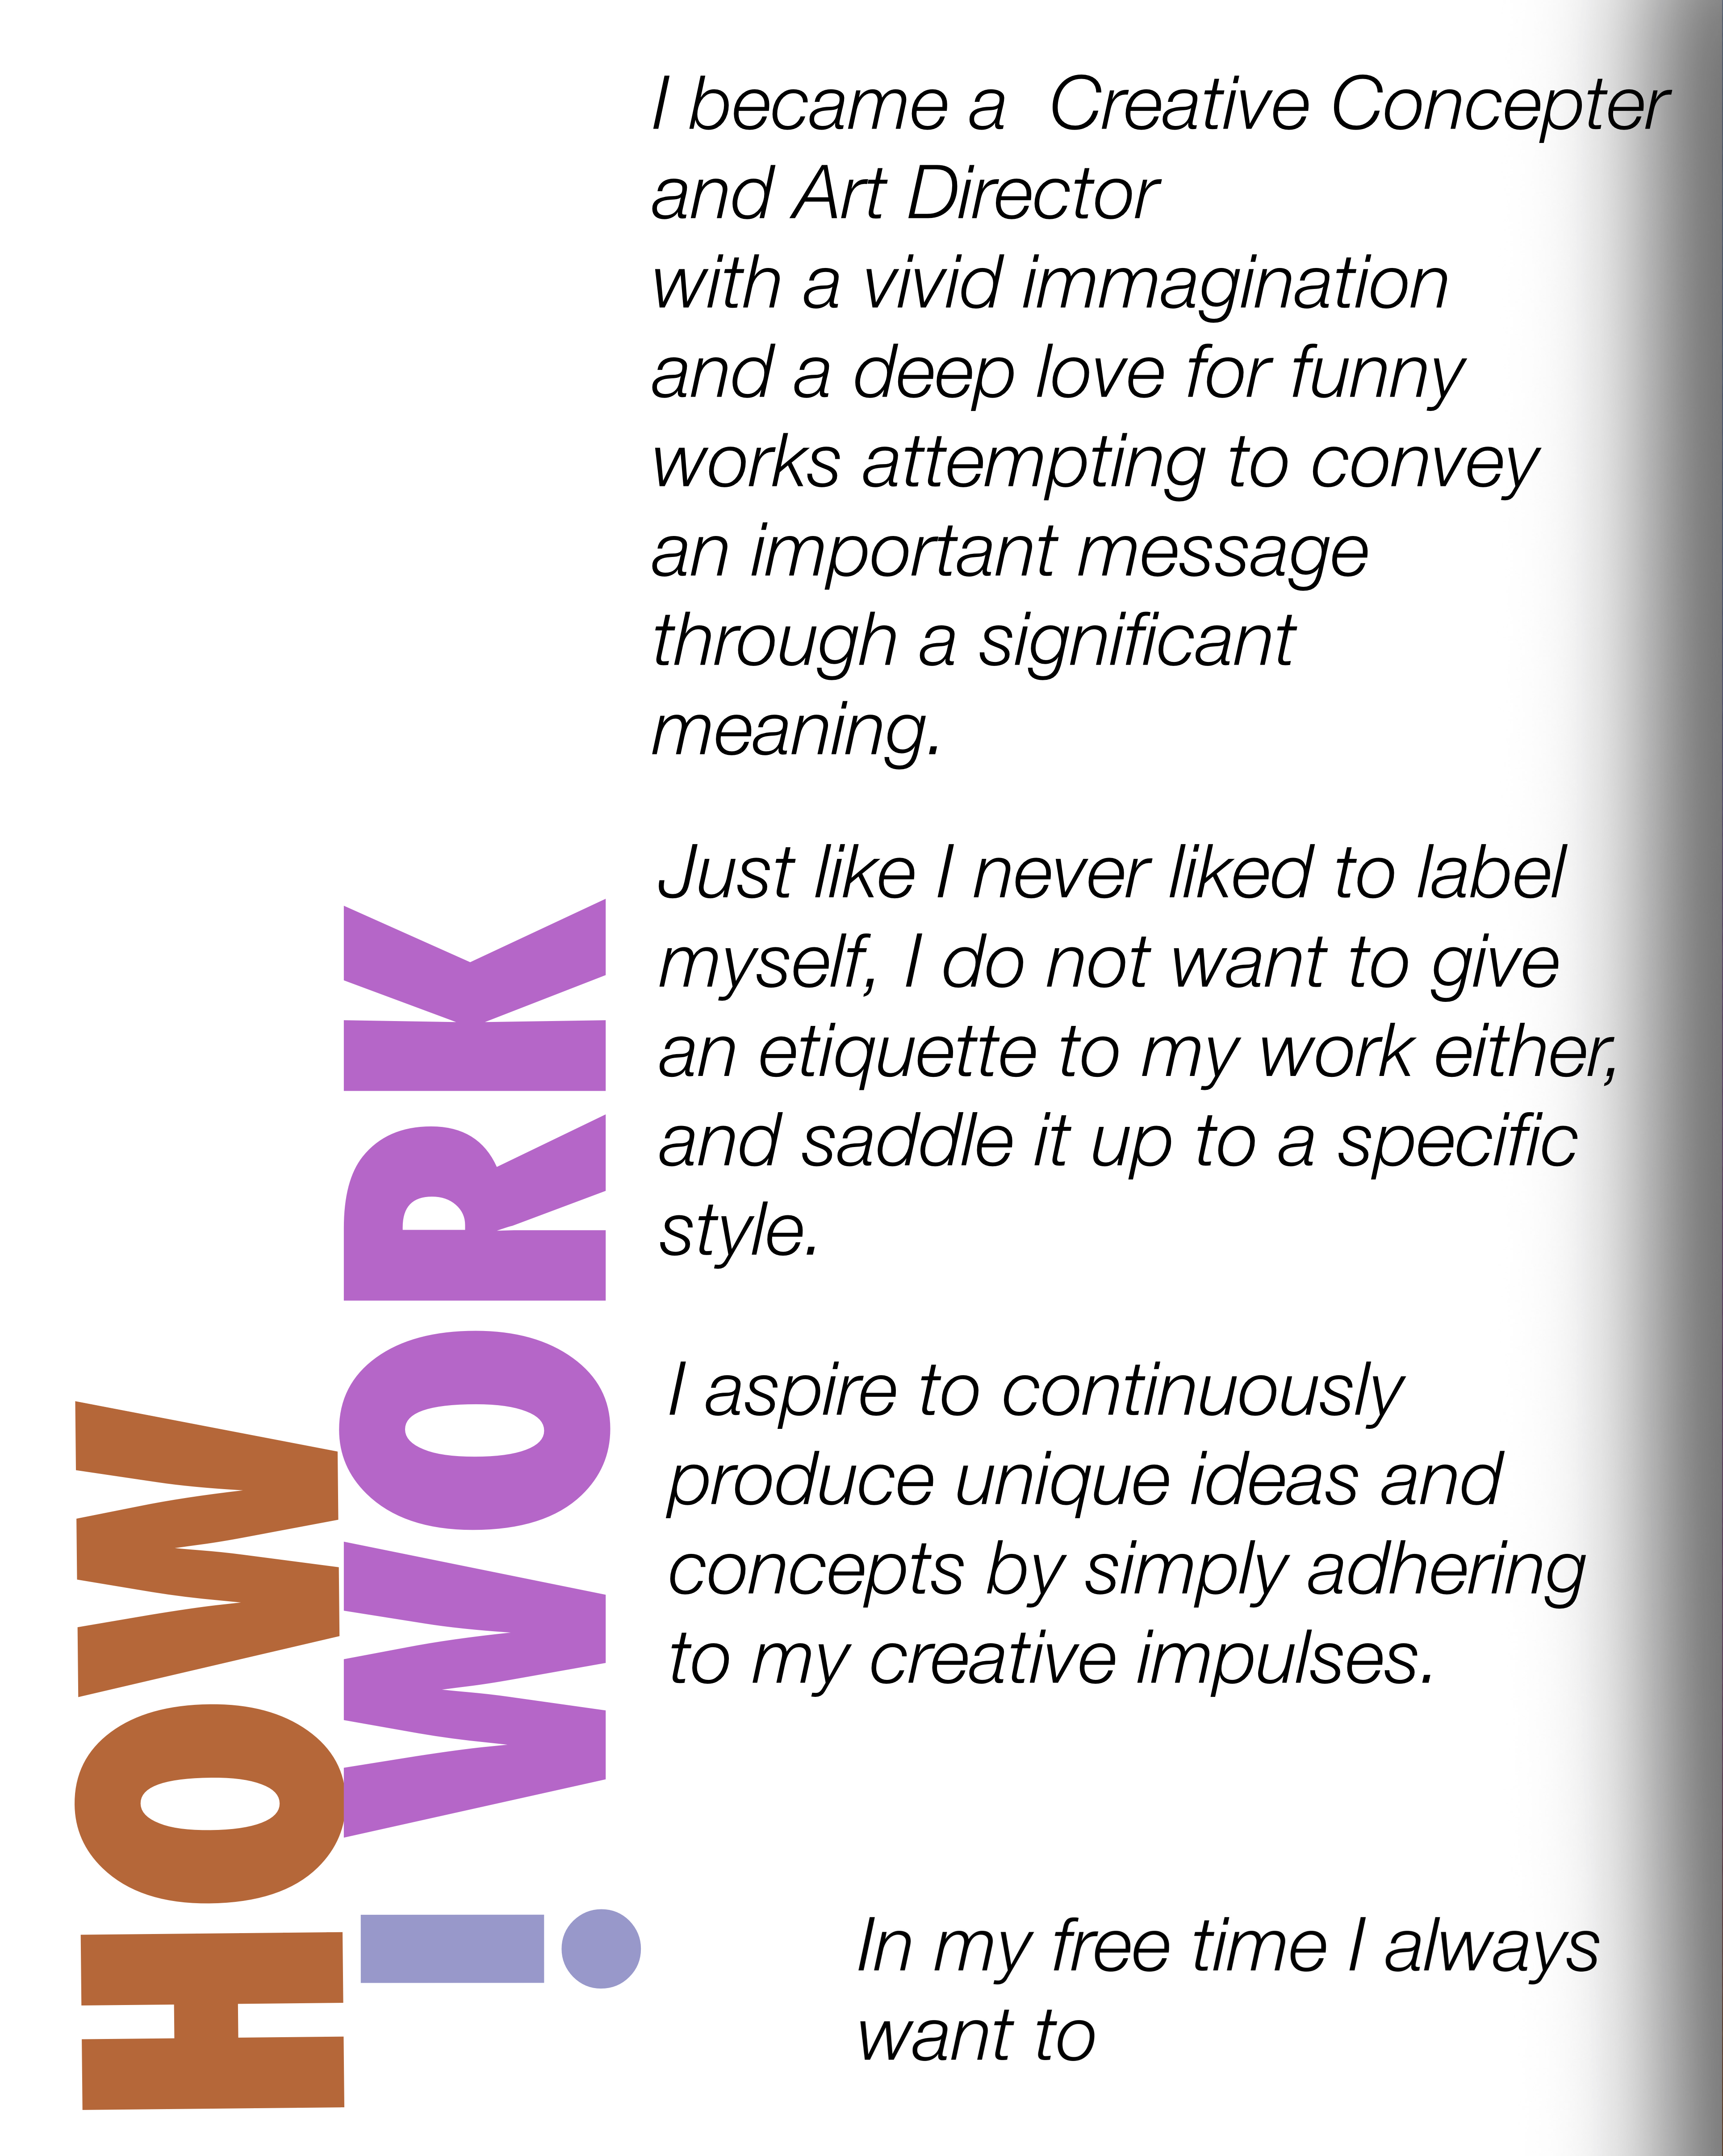 HOW
i WORK
I became a  Creative Concepter
and Art Director
with a vivid immagination
and a deep love for funny
works attempting to convey
an important message
through a significant
meaning.
Just like I never liked to label
myself, I do not want to give
an etiquette to my work either,
and saddle it up to a specific
style.
I aspire to continuously
produce unique ideas and
concepts by simply adhering
to my creative impulses.
In my free time I always
want to